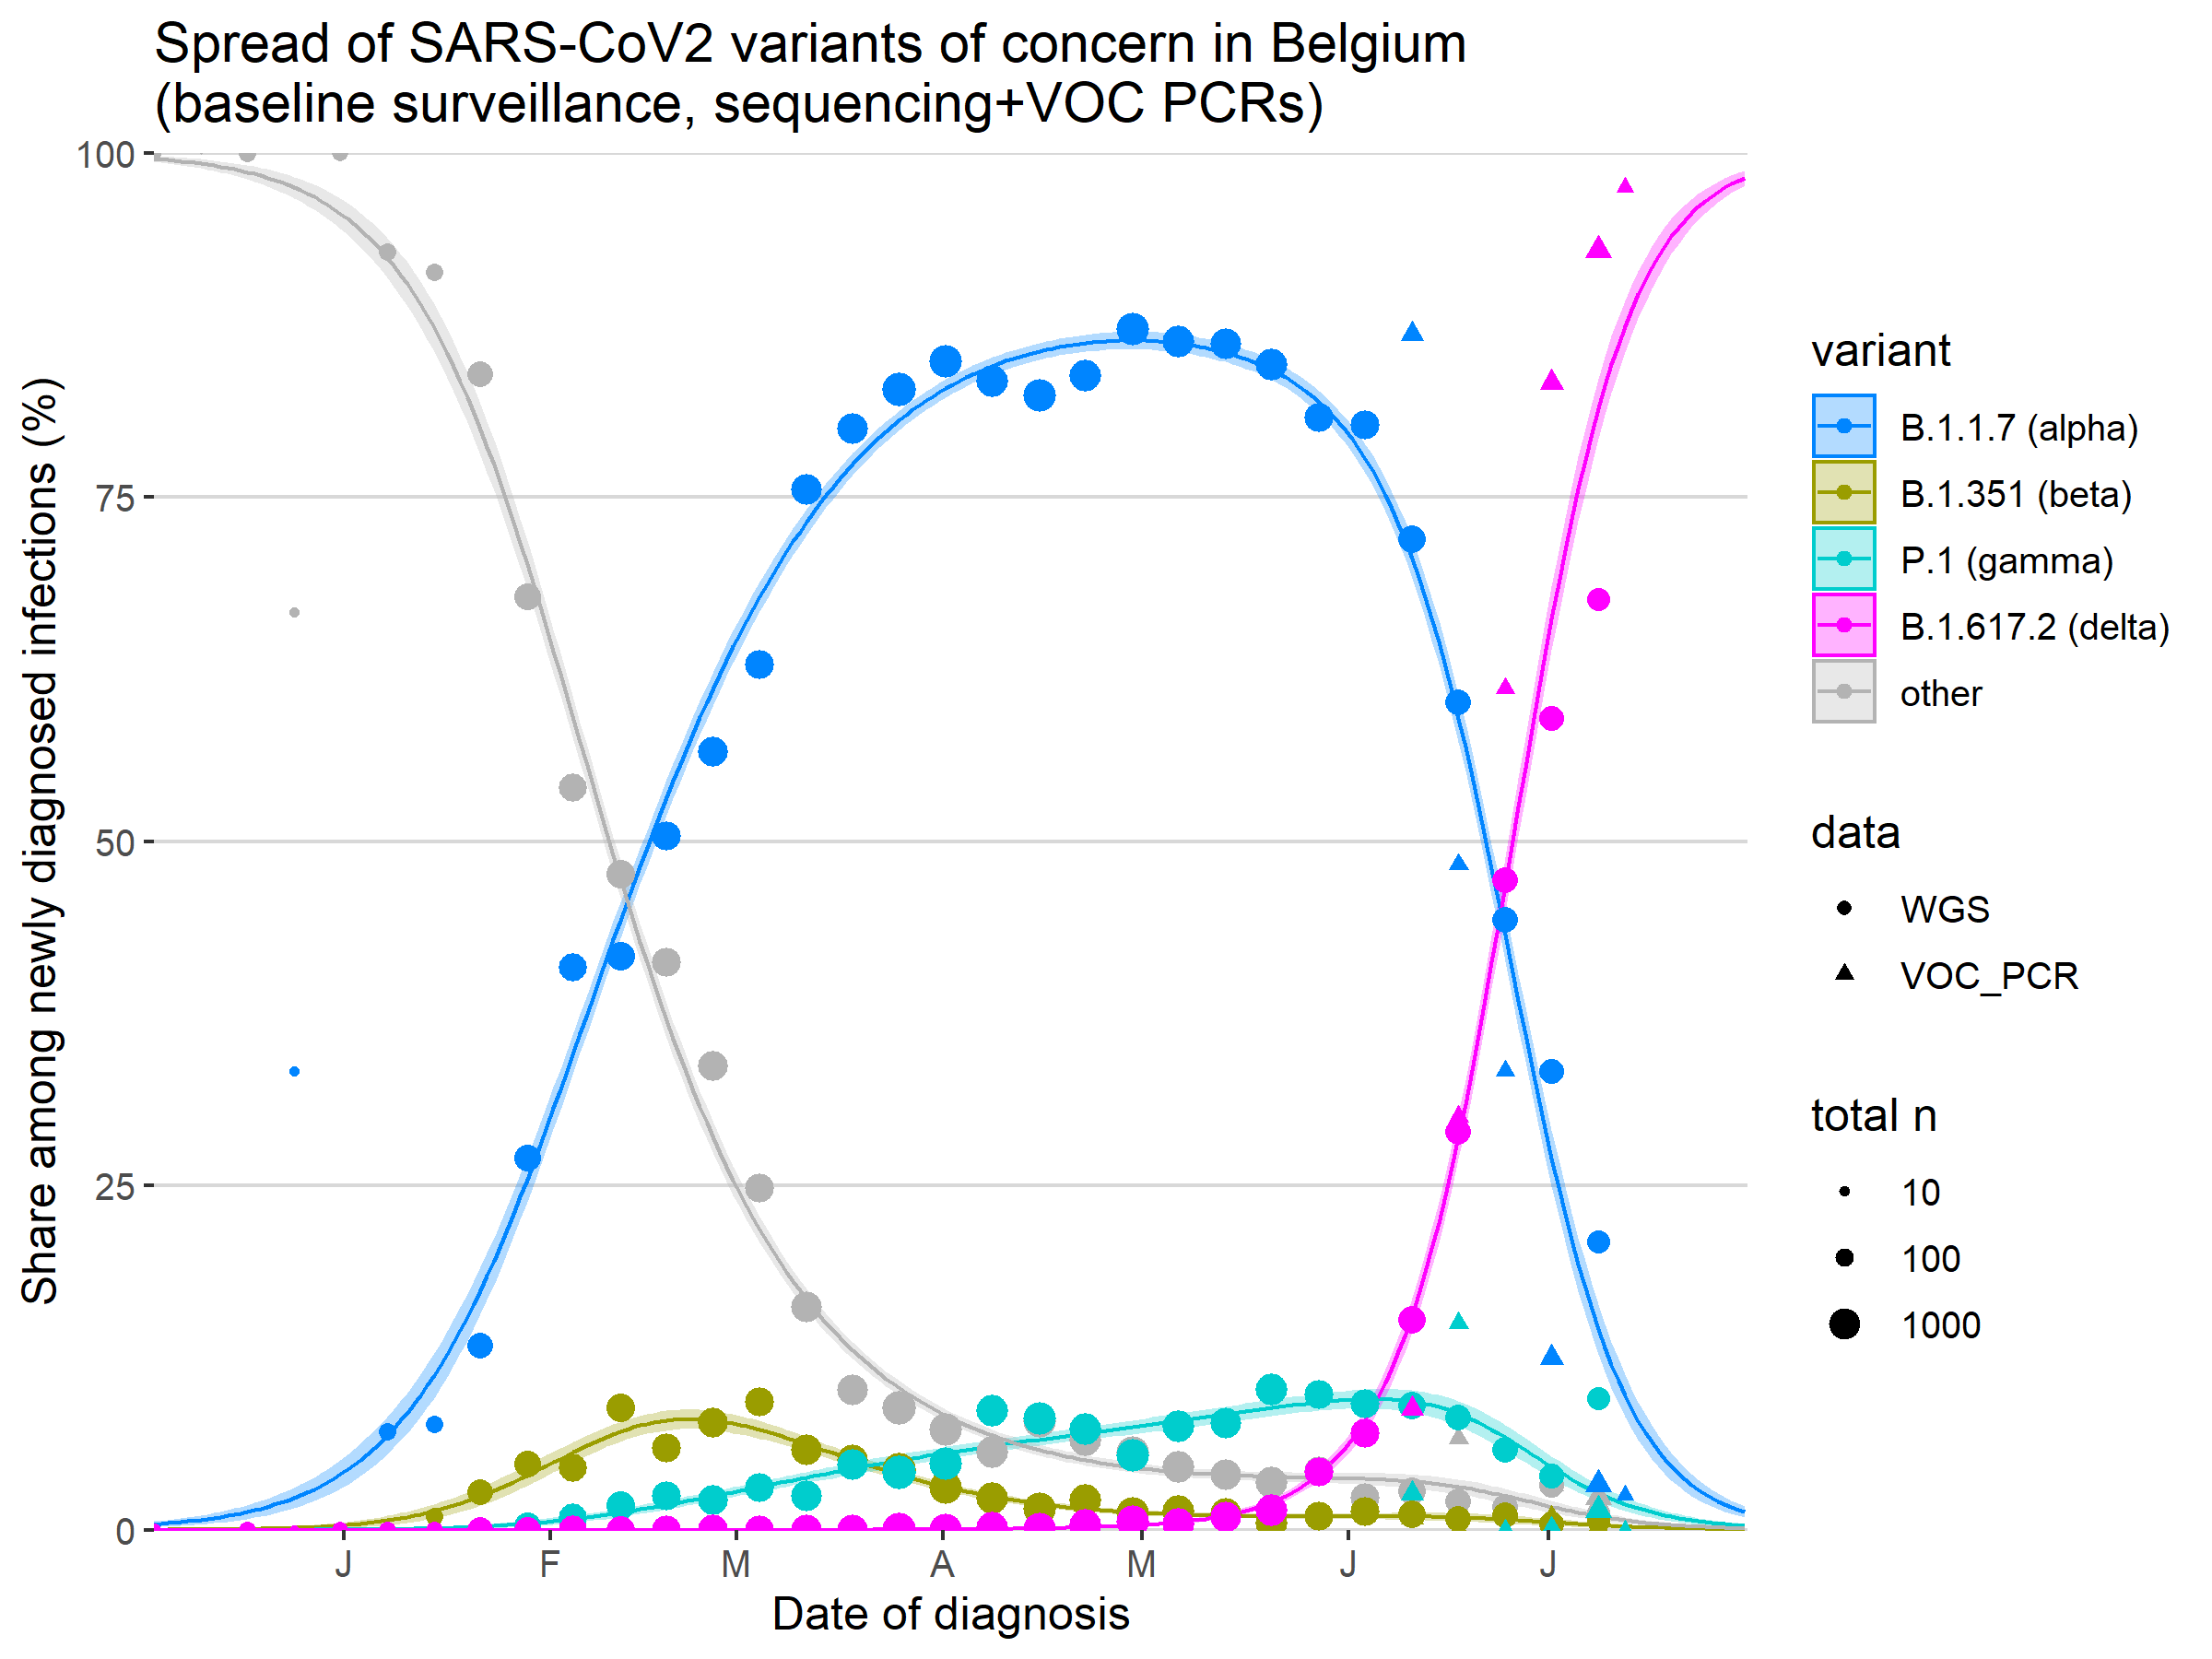 Spread of SARS-CoV2 variants of concern in Belgium
(baseline surveillance, sequencing+VOC PCRs)
Share among newly diagnosed infections (%)
100
75
50
25
0
J F M A M J J
Date of diagnosis
variant
B.1.1.7 (alpha)
B.1.351 (beta)
P.1 (gamma)
B.1.617.2 (delta)
other
data
WGS
VOC_PCR
total n
10
100
1000